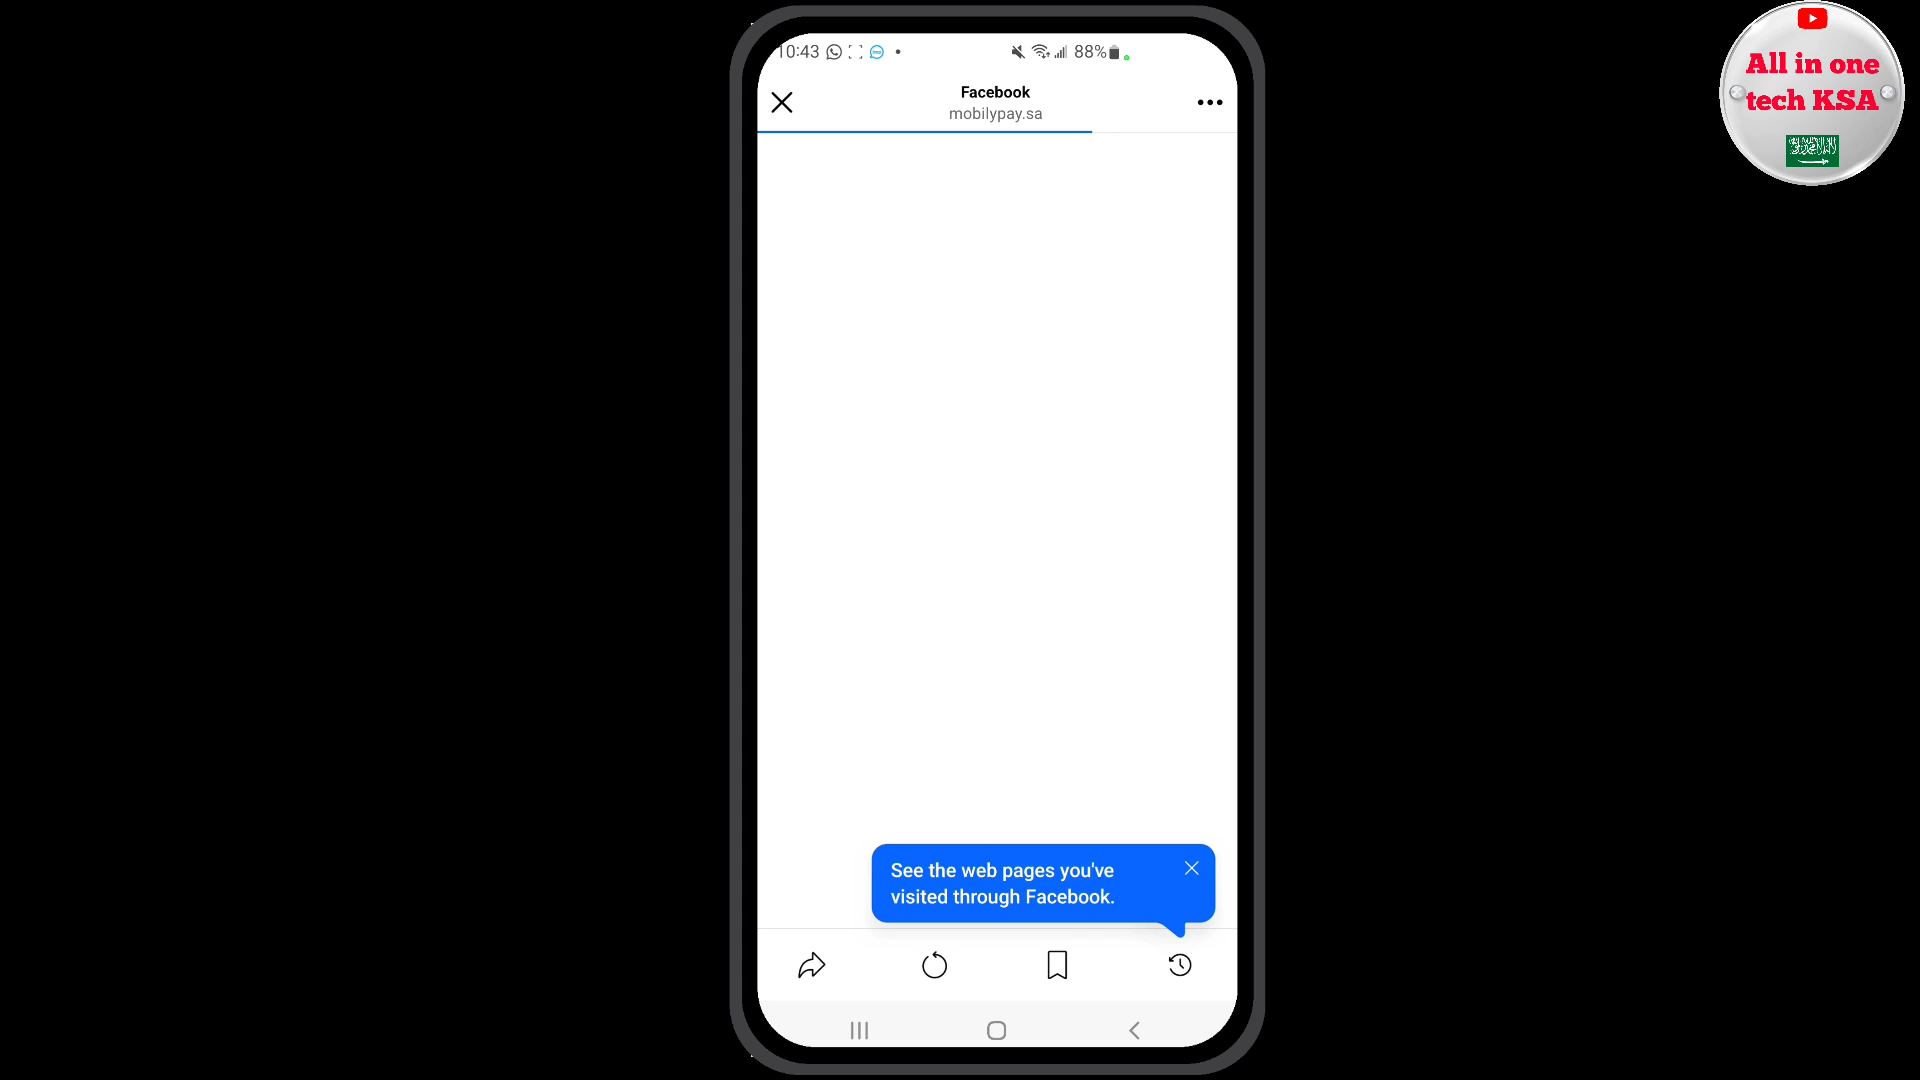 10:43
88%
Facebook
mobilypay.sa
See the web pages you've
visited through Facebook.
All in one
tech KSA